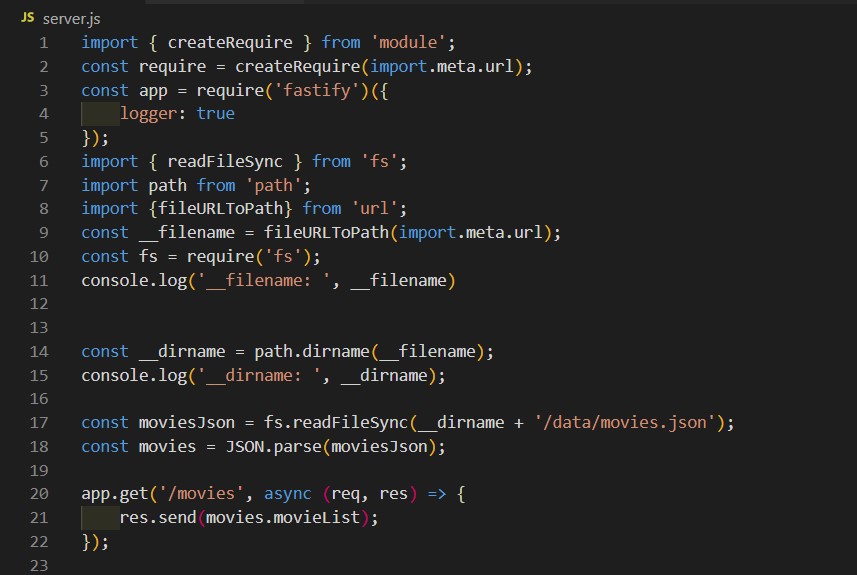 JS server.js
1 import { createRequire } from 'module';
2 const require = createRequire(import.meta.url);
3 const app = require('fastify')({
4     logger: true
5 });
6 import { readFileSync } from 'fs';
7 import path from 'path';
8 import {fileURLToPath} from 'url';
9 const __filename = fileURLToPath(import.meta.url);
10 const fs = require('fs');
11 console.log('__filename: ', __filename)
12
13
14 const __dirname = path.dirname(__filename);
15 console.log('__dirname: ', __dirname);
16
17 const moviesJson = fs.readFileSync(__dirname + '/data/movies.json');
18 const movies = JSON.parse(moviesJson);
19
20 app.get('/movies', async (req, res) => {
21     res.send(movies.movieList);
22 });
23